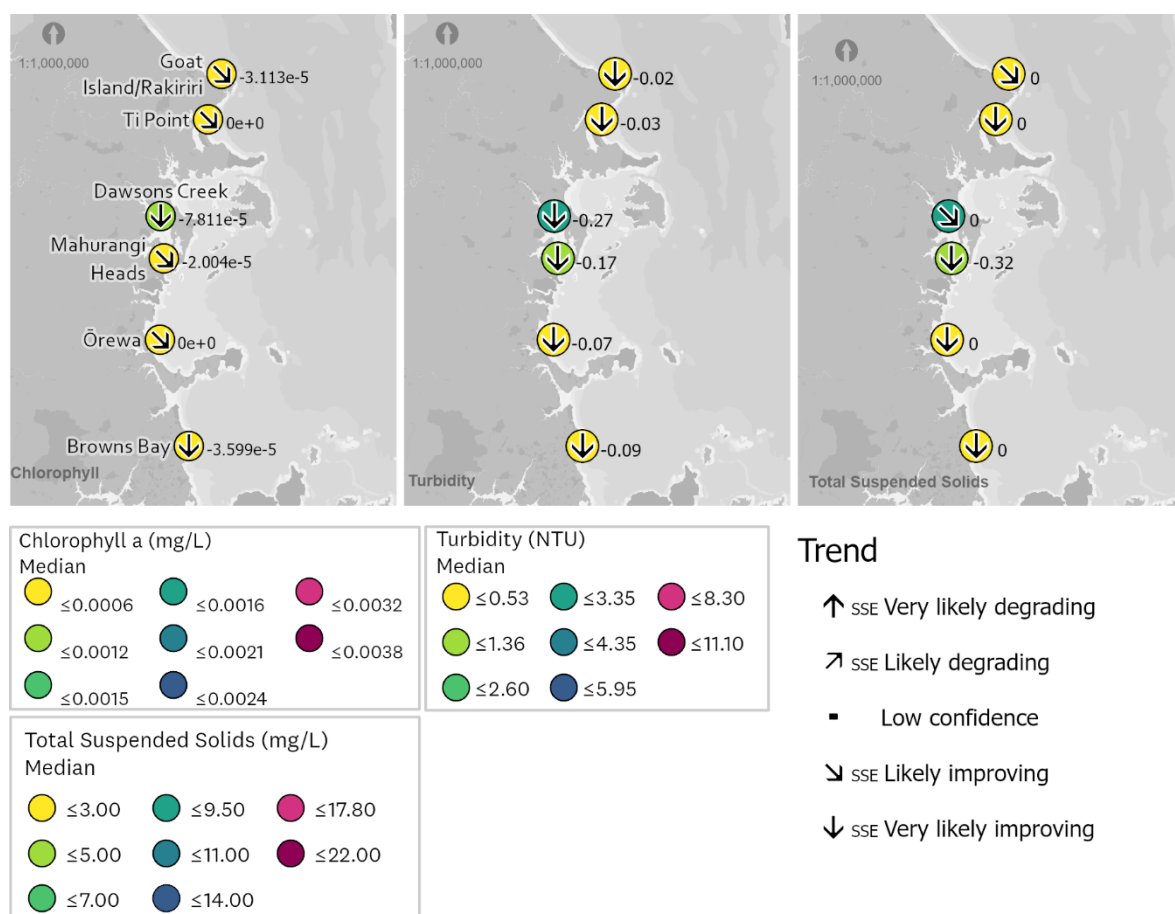 1:1,000,000
Goat
Island/Rakiriri
-3.113e-5
Ti Point
0e+0
Dawsons Creek
-7.811e-5
Mahurangi
Heads
-2.004e-5
Ōrewa
0e+0
Browns Bay
-3.599e-5
Chlorophyll
1:1,000,000
-0.02
-0.03
-0.27
-0.17
-0.07
-0.09
Turbidity
1:1,000,000
0
0
0
-0.32
0
0
Total Suspended Solids
Chlorophyll a (mg/L)
Median
≤0.0006
≤0.0016
≤0.0032
≤0.0012
≤0.0021
≤0.0038
≤0.0015
≤0.0024
Turbidity (NTU)
Median
≤0.53
≤3.35
≤8.30
≤1.36
≤4.35
≤11.10
≤2.60
≤5.95
Total Suspended Solids (mg/L)
Median
≤3.00
≤9.50
≤17.80
≤5.00
≤11.00
≤22.00
≤7.00
≤14.00
Trend
SSE Very likely degrading
SSE Likely degrading
Low confidence
SSE Likely improving
SSE Very likely improving